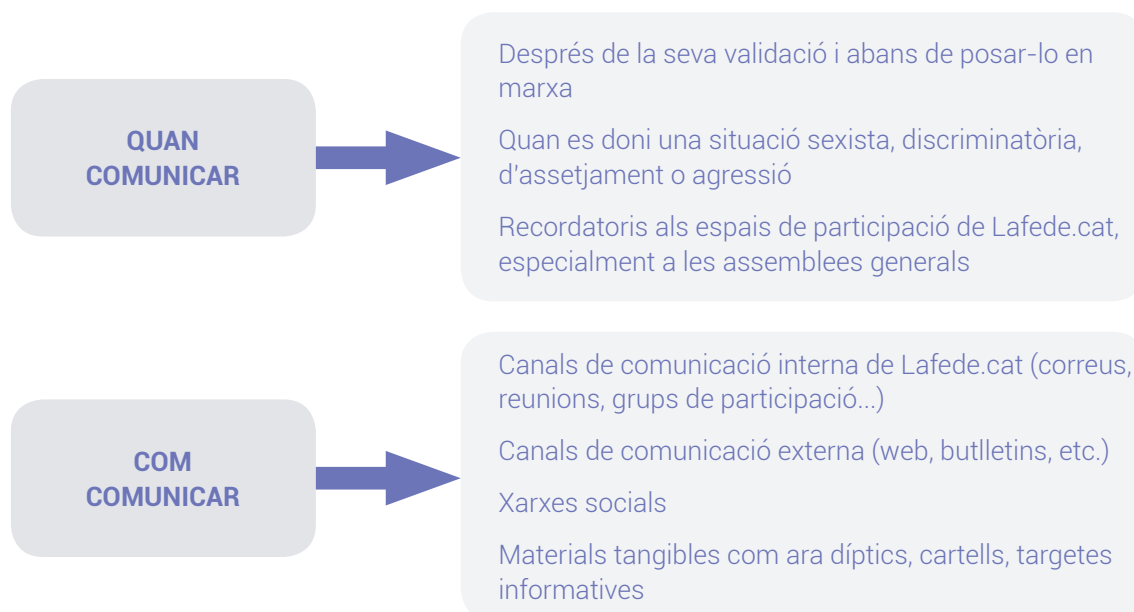 QUAN
COMUNICAR
Després de la seva validació i abans de posar-lo en
marxa
Quan es doni una situació sexista, discriminatòria,
d'assetjament o agressió
Recordatoris als espais de participació de Lafede.cat,
especialment a les assemblees generals
COM
COMUNICAR
Canals de comunicació interna de Lafede.cat (correus,
reunions, grups de participació...)
Canals de comunicació externa (web, butlletins, etc.)
Xarxes socials
Materials tangibles com ara díptics, cartells, targetes
informatives